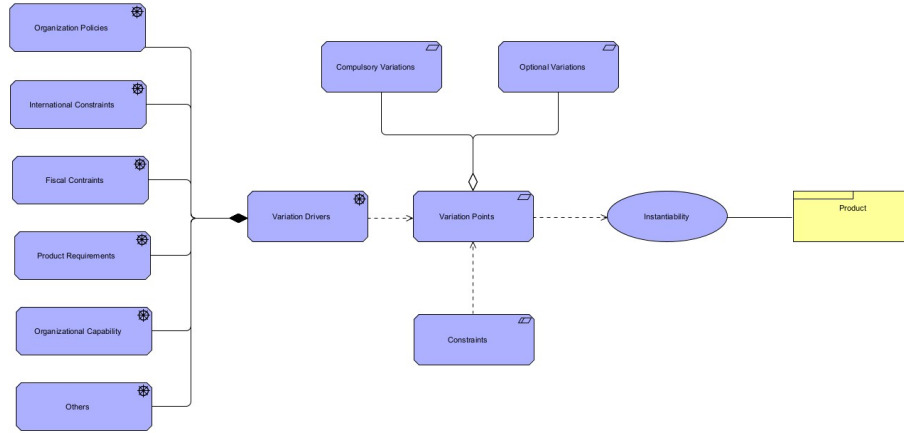 Organization Policies
Compulsory Variations
Optional Variations
International Constraints
Fiscal Contraints
Variation Drivers
Variation Points
Instantiability
Product
Product Requirements
Organizational Capability
Constraints
Others